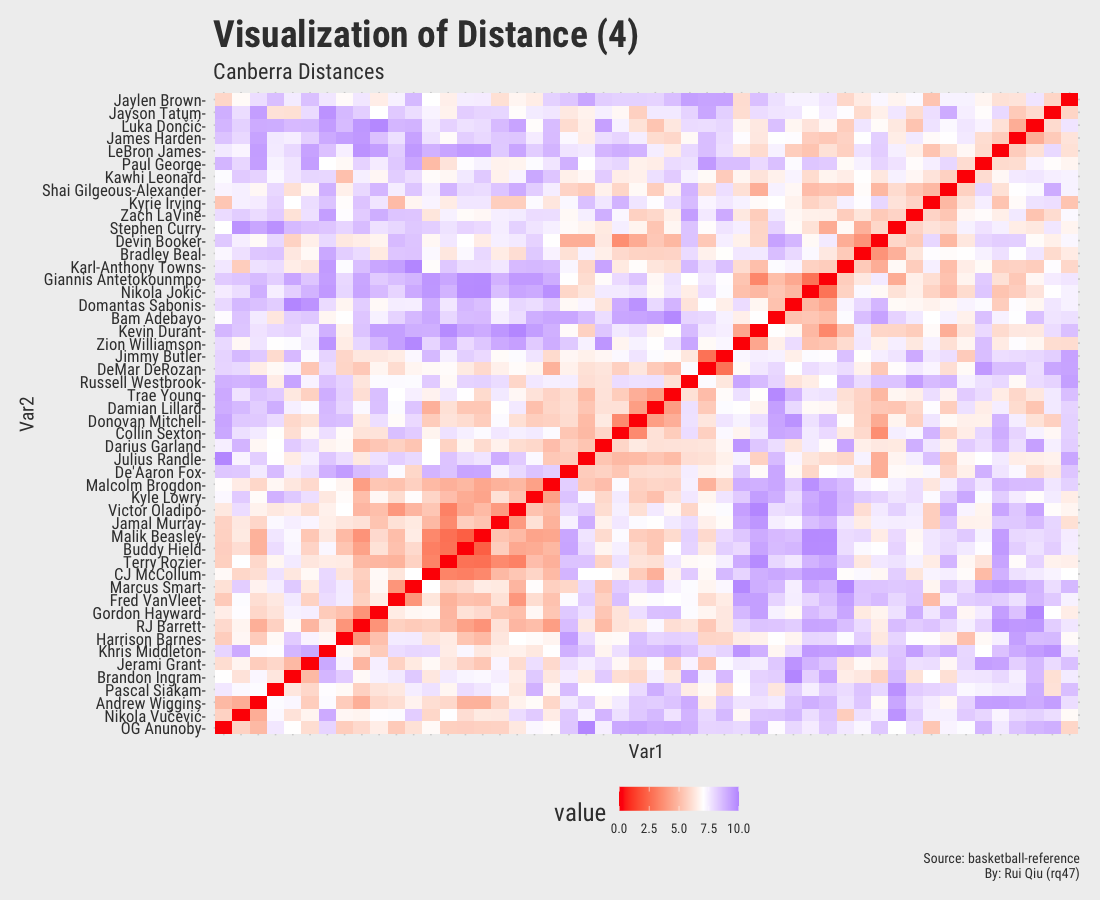 Visualization of Distance (4)
Canberra Distances
Jaylen Brown-
Jayson Tatum-
Luka Dončić-
James Harden-
LeBron James-
Paul George-
Kawhi Leonard-
Shai Gilgeous-Alexander-
Kyrie Irving-
Zach LaVine-
Stephen Curry-
Devin Booker-
Bradley Beal-
Karl-Anthony Towns-
Giannis Antetokounmpo-
Nikola Jokić-
Domantas Sabonis-
Bam Adebayo-
Kevin Durant-
Zion Williamson-
Jimmy Butler-
DeMar DeRozan-
Russell Westbrook-
Trae Young-
Damian Lillard-
Donovan Mitchell-
Collin Sexton-
Darius Garland-
Julius Randle-
De'Aaron Fox-
Malcolm Brogdon-
Kyle Lowry-
Victor Oladipo-
Jamal Murray-
Malik Beasley-
Buddy Hield-
Terry Rozier-
CJ McCollum-
Marcus Smart-
Fred VanVleet-
Gordon Hayward-
RJ Barrett-
Harrison Barnes-
Khris Middleton-
Jerami Grant-
Brandon Ingram-
Pascal Siakam-
Andrew Wiggins-
Nikola Vučević-
OG Anunoby-
Var2
Var1
value
0.0 2.5 5.0 7.5 10.0
Source: basketball-reference
By: Rui Qiu (rq47)